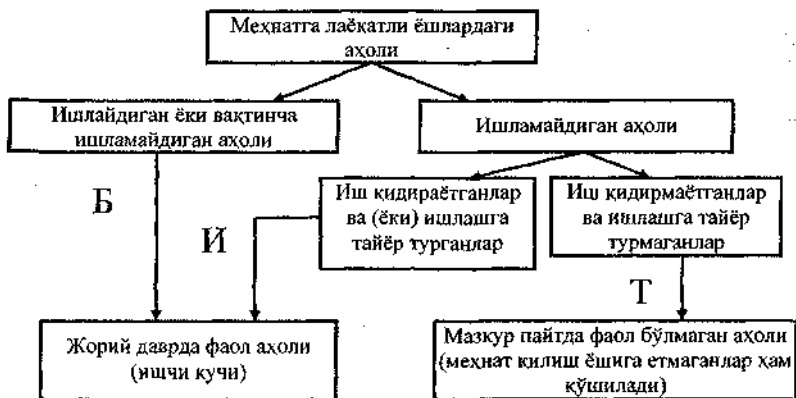 Меҳнатга лаёқатли ёшлардаги
аҳоли
Ишлайдиган ёки вақтинча
ишламайдиган аҳоли
Ишламайдиган аҳоли
Б
Иш қидираётганлар
ва (ёки) ишлашга
тайёр турганлар
Иш қидирмаётганлар
ва ишлашга тайёр
турмаганлар
И
Т
Жорий даврда фаол аҳоли
(ишчи кучи)
Мазкур пайтда фаол бўлмаган аҳоли
(меҳнат қилиш ёшига етмаганлар ҳам
қўшилади)